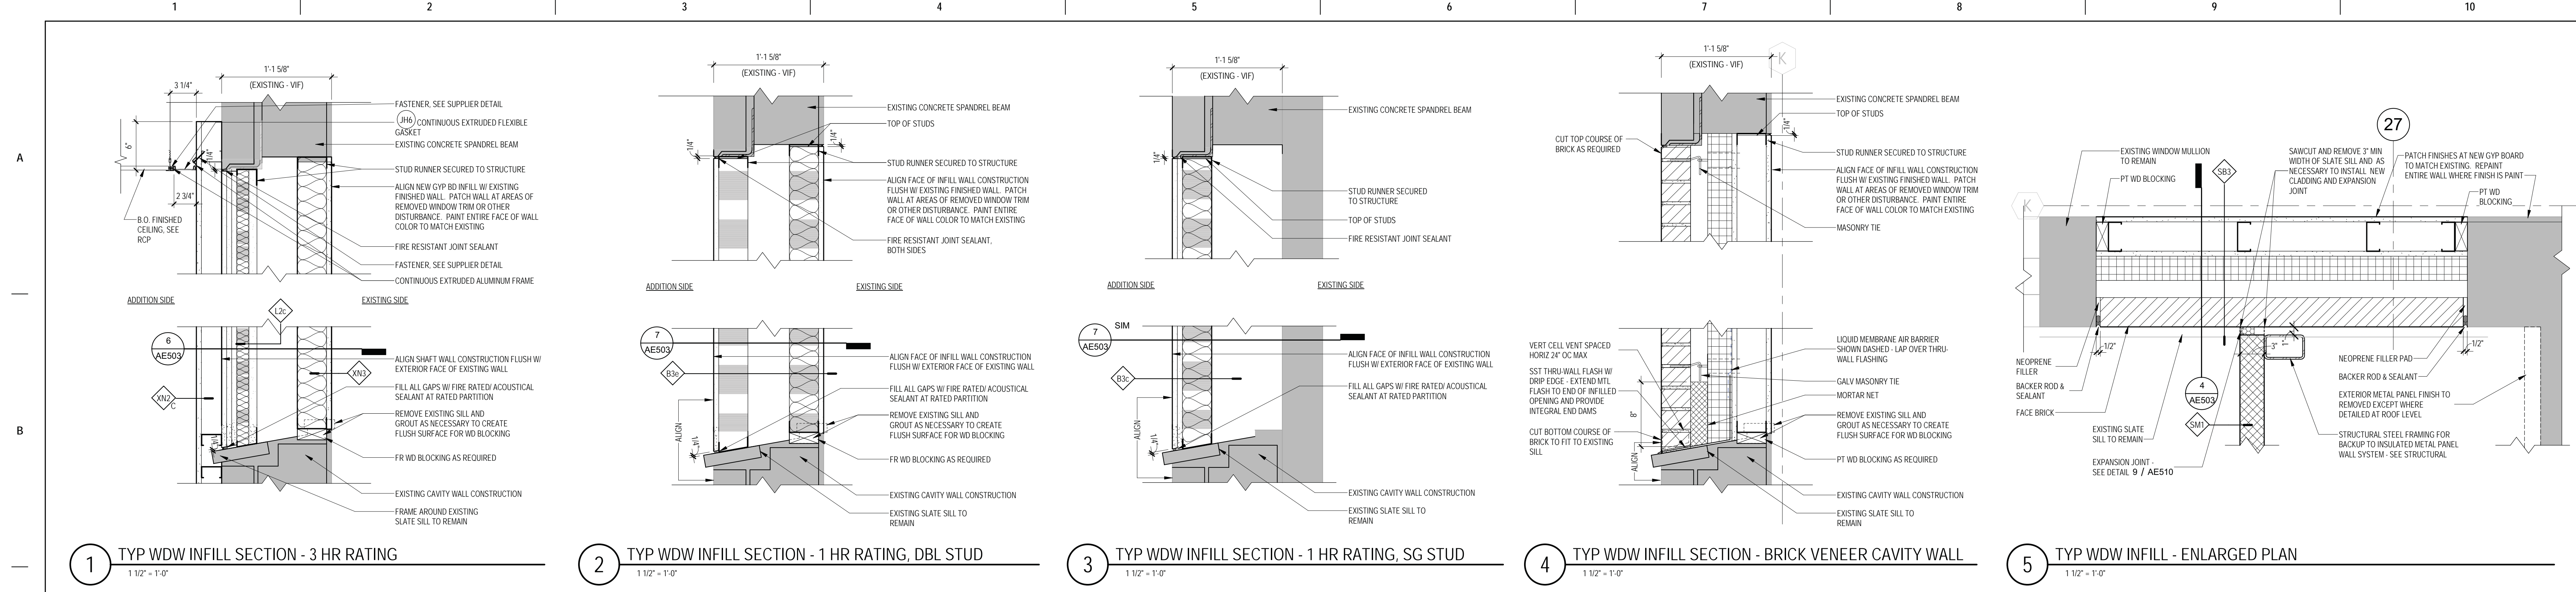 1 2 3 4 5 6 7 8 9 10
A
B
1'-1 5/8"
(EXISTING - VIF)
3 1/4"
6"
1/4"
2 3/4"
FASTENER, SEE SUPPLIER DETAIL
JH6 CONTINUOUS EXTRUDED FLEXIBLE
GASKET
EXISTING CONCRETE SPANDREL BEAM
STUD RUNNER SECURED TO STRUCTURE
ALIGN NEW GYP BD INFILL W/ EXISTING
FINISHED WALL. PATCH WALL AT AREAS OF
REMOVED WINDOW TRIM OR OTHER
DISTURBANCE. PAINT ENTIRE FACE OF WALL
COLOR TO MATCH EXISTING
B.O. FINISHED
CEILING, SEE
RCP
FIRE RESISTANT JOINT SEALANT
FASTENER, SEE SUPPLIER DETAIL
CONTINUOUS EXTRUDED ALUMINUM FRAME
ADDITION SIDE
EXISTING SIDE
L2c
6
AE503
XN3
XN2
C
1/4"
ALIGN SHAFT WALL CONSTRUCTION FLUSH W/
EXTERIOR FACE OF EXISTING WALL
FILL ALL GAPS W/ FIRE RATED/ ACOUSTICAL
SEALANT AT RATED PARTITION
REMOVE EXISTING SILL AND
GROUT AS NECESSARY TO CREATE
FLUSH SURFACE FOR WD BLOCKING
FR WD BLOCKING AS REQUIRED
EXISTING CAVITY WALL CONSTRUCTION
FRAME AROUND EXISTING
SLATE SILL TO REMAIN
1 TYP WDW INFILL SECTION - 3 HR RATING
1 1/2" = 1'-0"
1'-1 5/8"
(EXISTING - VIF)
1/4"
1/4"
EXISTING CONCRETE SPANDREL BEAM
TOP OF STUDS
STUD RUNNER SECURED TO STRUCTURE
ALIGN FACE OF INFILL WALL CONSTRUCTION
FLUSH W/ EXISTING FINISHED WALL. PATCH
WALL AT AREAS OF REMOVED WINDOW TRIM
OR OTHER DISTURBANCE. PAINT ENTIRE
FACE OF WALL COLOR TO MATCH EXISTING
FIRE RESISTANT JOINT SEALANT,
BOTH SIDES
ADDITION SIDE
EXISTING SIDE
7
AE503
B3e
ALIGN
1/4"
ALIGN FACE OF INFILL WALL CONSTRUCTION
FLUSH W/ EXTERIOR FACE OF EXISTING WALL
FILL ALL GAPS W/ FIRE RATED/ ACOUSTICAL
SEALANT AT RATED PARTITION
REMOVE EXISTING SILL AND
GROUT AS NECESSARY TO CREATE
FLUSH SURFACE FOR WD BLOCKING
FR WD BLOCKING AS REQUIRED
EXISTING CAVITY WALL CONSTRUCTION
EXISTING SLATE SILL TO
REMAIN
2 TYP WDW INFILL SECTION - 1 HR RATING, DBL STUD
1 1/2" = 1'-0"
1'-1 5/8"
(EXISTING - VIF)
1/4"
EXISTING CONCRETE SPANDREL BEAM
STUD RUNNER SECURED
TO STRUCTURE
TOP OF STUDS
FIRE RESISTANT JOINT SEALANT
ADDITION SIDE
EXISTING SIDE
7
AE503
SIM
B3c
ALIGN
1/4"
ALIGN FACE OF INFILL WALL CONSTRUCTION
FLUSH W/ EXTERIOR FACE OF EXISTING WALL
FILL ALL GAPS W/ FIRE RATED/ ACOUSTICAL
SEALANT AT RATED PARTITION
EXISTING CAVITY WALL CONSTRUCTION
EXISTING SLATE SILL TO
REMAIN
3 TYP WDW INFILL SECTION - 1 HR RATING, SG STUD
1 1/2" = 1'-0"
1'-1 5/8"
(EXISTING - VIF)
K
1/4"
CUT TOP COURSE OF
BRICK AS REQUIRED
EXISTING CONCRETE SPANDREL BEAM
TOP OF STUDS
STUD RUNNER SECURED TO STRUCTURE
ALIGN FACE OF INFILL WALL CONSTRUCTION
FLUSH W/ EXISTING FINISHED WALL. PATCH
WALL AT AREAS OF REMOVED WINDOW TRIM
OR OTHER DISTURBANCE. PAINT ENTIRE
FACE OF WALL COLOR TO MATCH EXISTING
MASONRY TIE
VERT CELL VENT SPACED
HORIZ 24" OC MAX
SST THRU-WALL FLASH W/
DRIP EDGE - EXTEND MTL
FLASH TO END OF INFILLED
OPENING AND PROVIDE
INTEGRAL END DAMS
CUT BOTTOM COURSE OF
BRICK TO FIT TO EXISTING
SILL
8"
ALIGN
LIQUID MEMBRANE AIR BARRIER
SHOWN DASHED - LAP OVER THRU-
WALL FLASHING
GALV MASONRY TIE
MORTAR NET
REMOVE EXISTING SILL AND
GROUT AS NECESSARY TO CREATE
FLUSH SURFACE FOR WD BLOCKING
PT WD BLOCKING AS REQUIRED
EXISTING CAVITY WALL CONSTRUCTION
EXISTING SLATE SILL TO
REMAIN
4 TYP WDW INFILL SECTION - BRICK VENEER CAVITY WALL
1 1/2" = 1'-0"
27
K
EXISTING WINDOW MULLION
TO REMAIN
PT WD BLOCKING
SB3
SAWCUT AND REMOVE 3" MIN
WIDTH OF SLATE SILL AND AS
NECESSARY TO INSTALL NEW
CLADDING AND EXPANSION
JOINT
PATCH FINISHES AT NEW GYP BOARD
TO MATCH EXISTING. REPAINT
ENTIRE WALL WHERE FINISH IS PAINT
PT WD
BLOCKING
1/2"
NEOPRENE
FILLER
BACKER ROD &
SEALANT
FACE BRICK
EXISTING SLATE
SILL TO REMAIN
EXPANSION JOINT -
SEE DETAIL 9 / AE510
4
AE503
SM1
3"
1"
1/2"
NEOPRENE FILLER PAD
BACKER ROD & SEALANT
EXTERIOR METAL PANEL FINISH TO
REMOVED EXCEPT WHERE
DETAILED AT ROOF LEVEL
STRUCTURAL STEEL FRAMING FOR
BACKUP TO INSULATED METAL PANEL
WALL SYSTEM - SEE STRUCTURAL
5 TYP WDW INFILL - ENLARGED PLAN
1 1/2" = 1'-0"